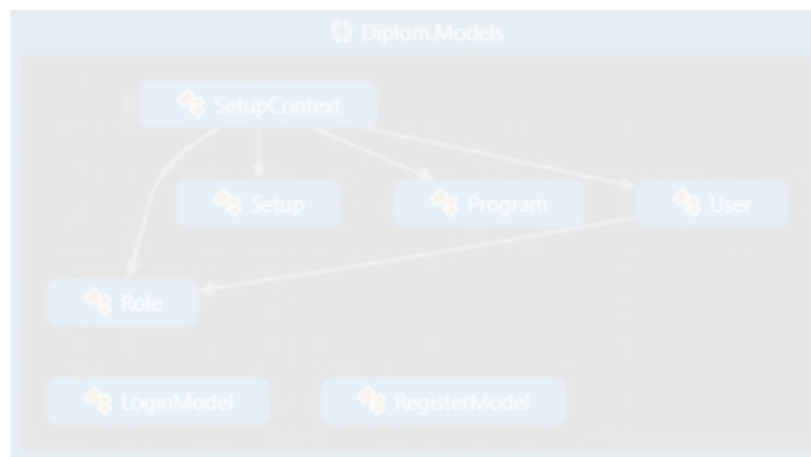 Diplom.Models
SetupContext
Setup
Program
User
Role
LoginModel
RegisterModel